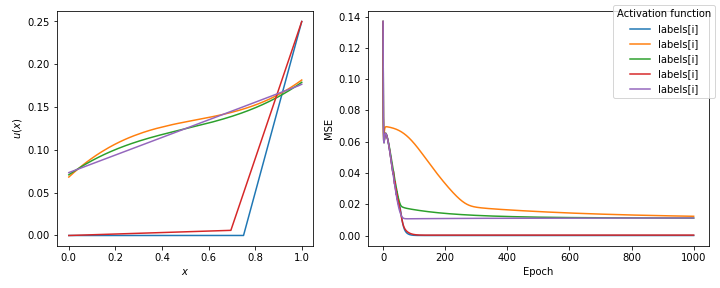 0.25
0.20
0.15
0.10
0.05
0.00
u(x)
0.0 0.2 0.4 0.6 0.8 1.0
x
0.14
0.12
0.10
0.08
0.06
0.04
0.02
0.00
MSE
0 200 400 600 800 1000
Epoch
Activation function
labels[i]
labels[i]
labels[i]
labels[i]
labels[i]